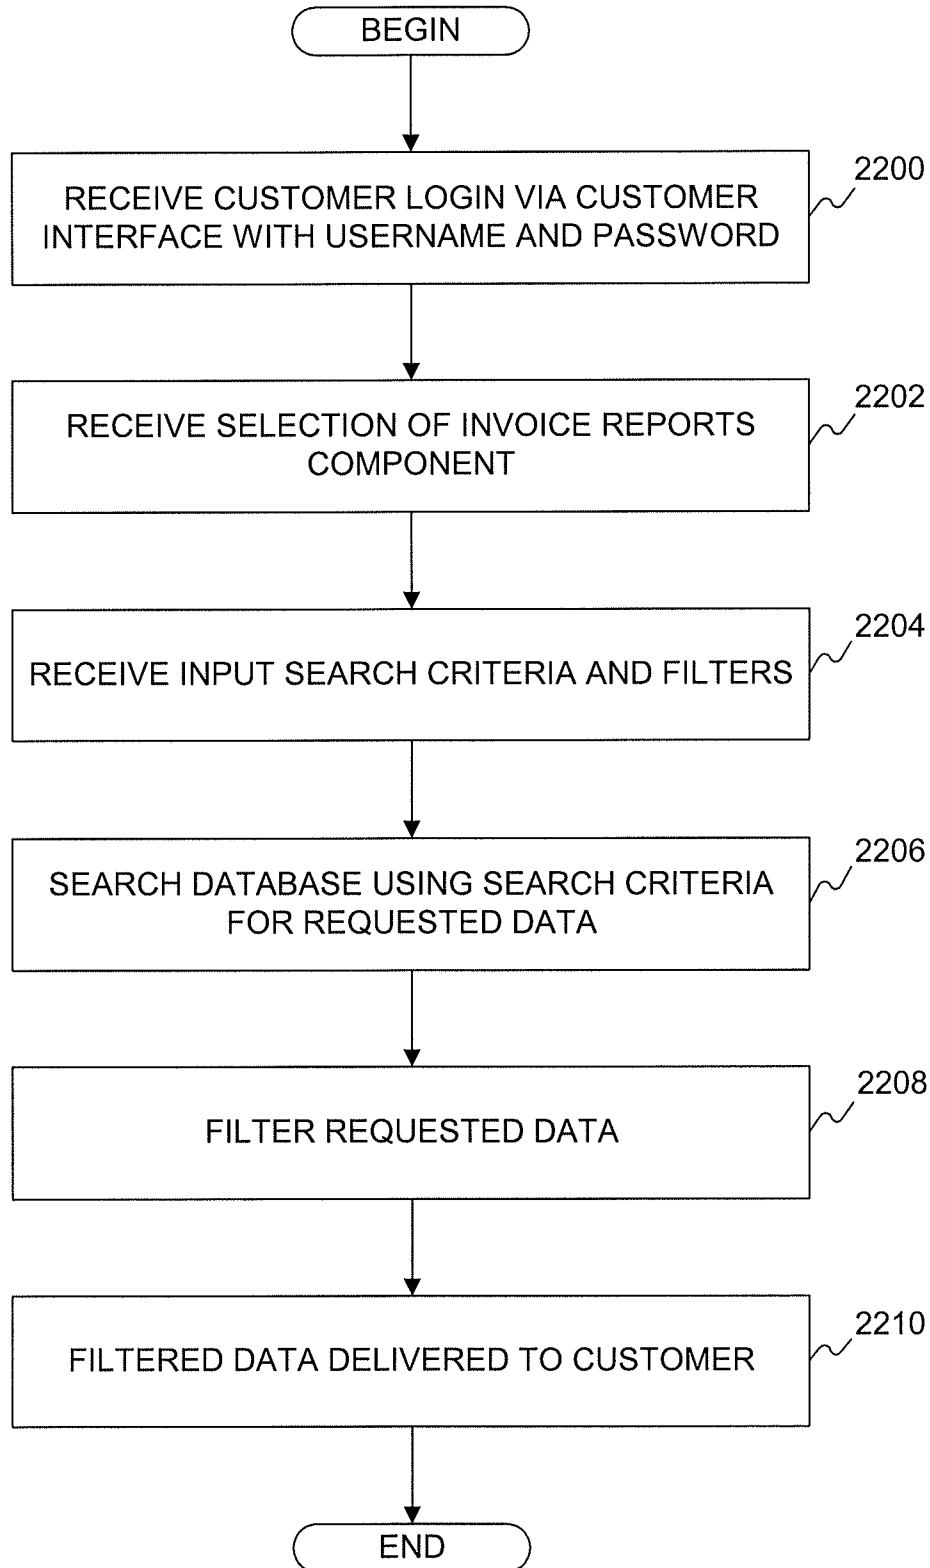 BEGIN
2200
RECEIVE CUSTOMER LOGIN VIA CUSTOMER
INTERFACE WITH USERNAME AND PASSWORD
2202
RECEIVE SELECTION OF INVOICE REPORTS
COMPONENT
2204
RECEIVE INPUT SEARCH CRITERIA AND FILTERS
2206
SEARCH DATABASE USING SEARCH CRITERIA
FOR REQUESTED DATA
2208
FILTER REQUESTED DATA
2210
FILTERED DATA DELIVERED TO CUSTOMER
END